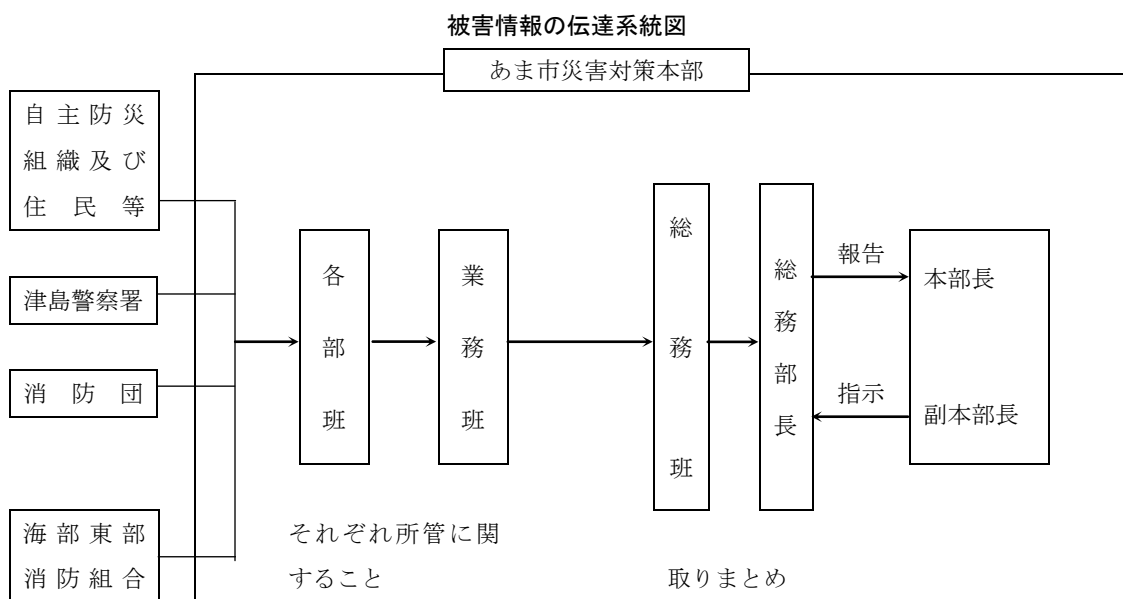 被害情報の伝達系統図
あま市災害対策本部
自主防災
組織及び
住民等
津島警察署
消防団
海部東部
消防組合
各部班
業務班
総務班
総務部長
報告
指示
本部長
副本部長
それぞれ所管に関
すること
取りまとめ